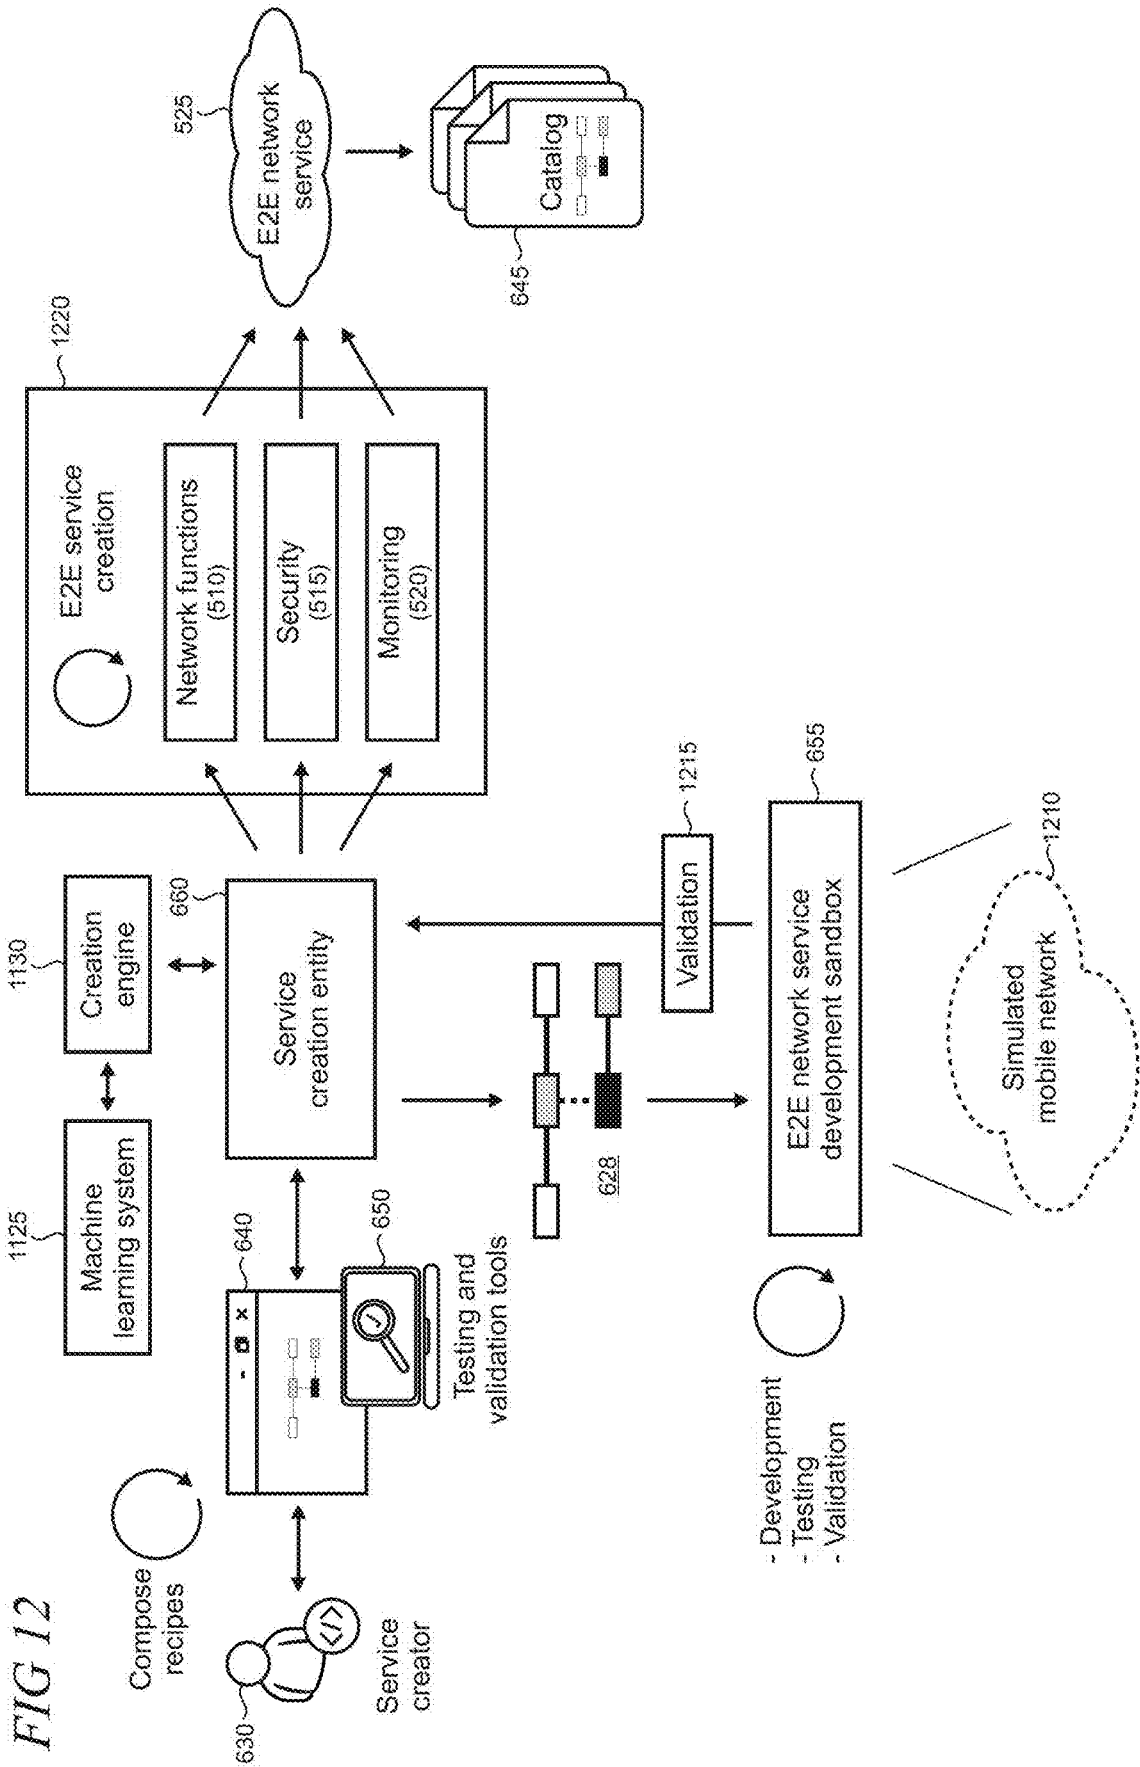 FIG 12
Compose
recipes
630
Service
creator
640
- x
650
Testing and
validation tools
1125
Machine
learning system
1130
Creation
engine
660
Service
creation entity
628
1220
E2E service
creation
Network functions
(510)
Security
(515)
Monitoring
(520)
525
E2E network
service
645
Catalog
1215
Validation
655
E2E network service
development sandbox
- Development
- Testing
- Validation
1210
Simulated
mobile network